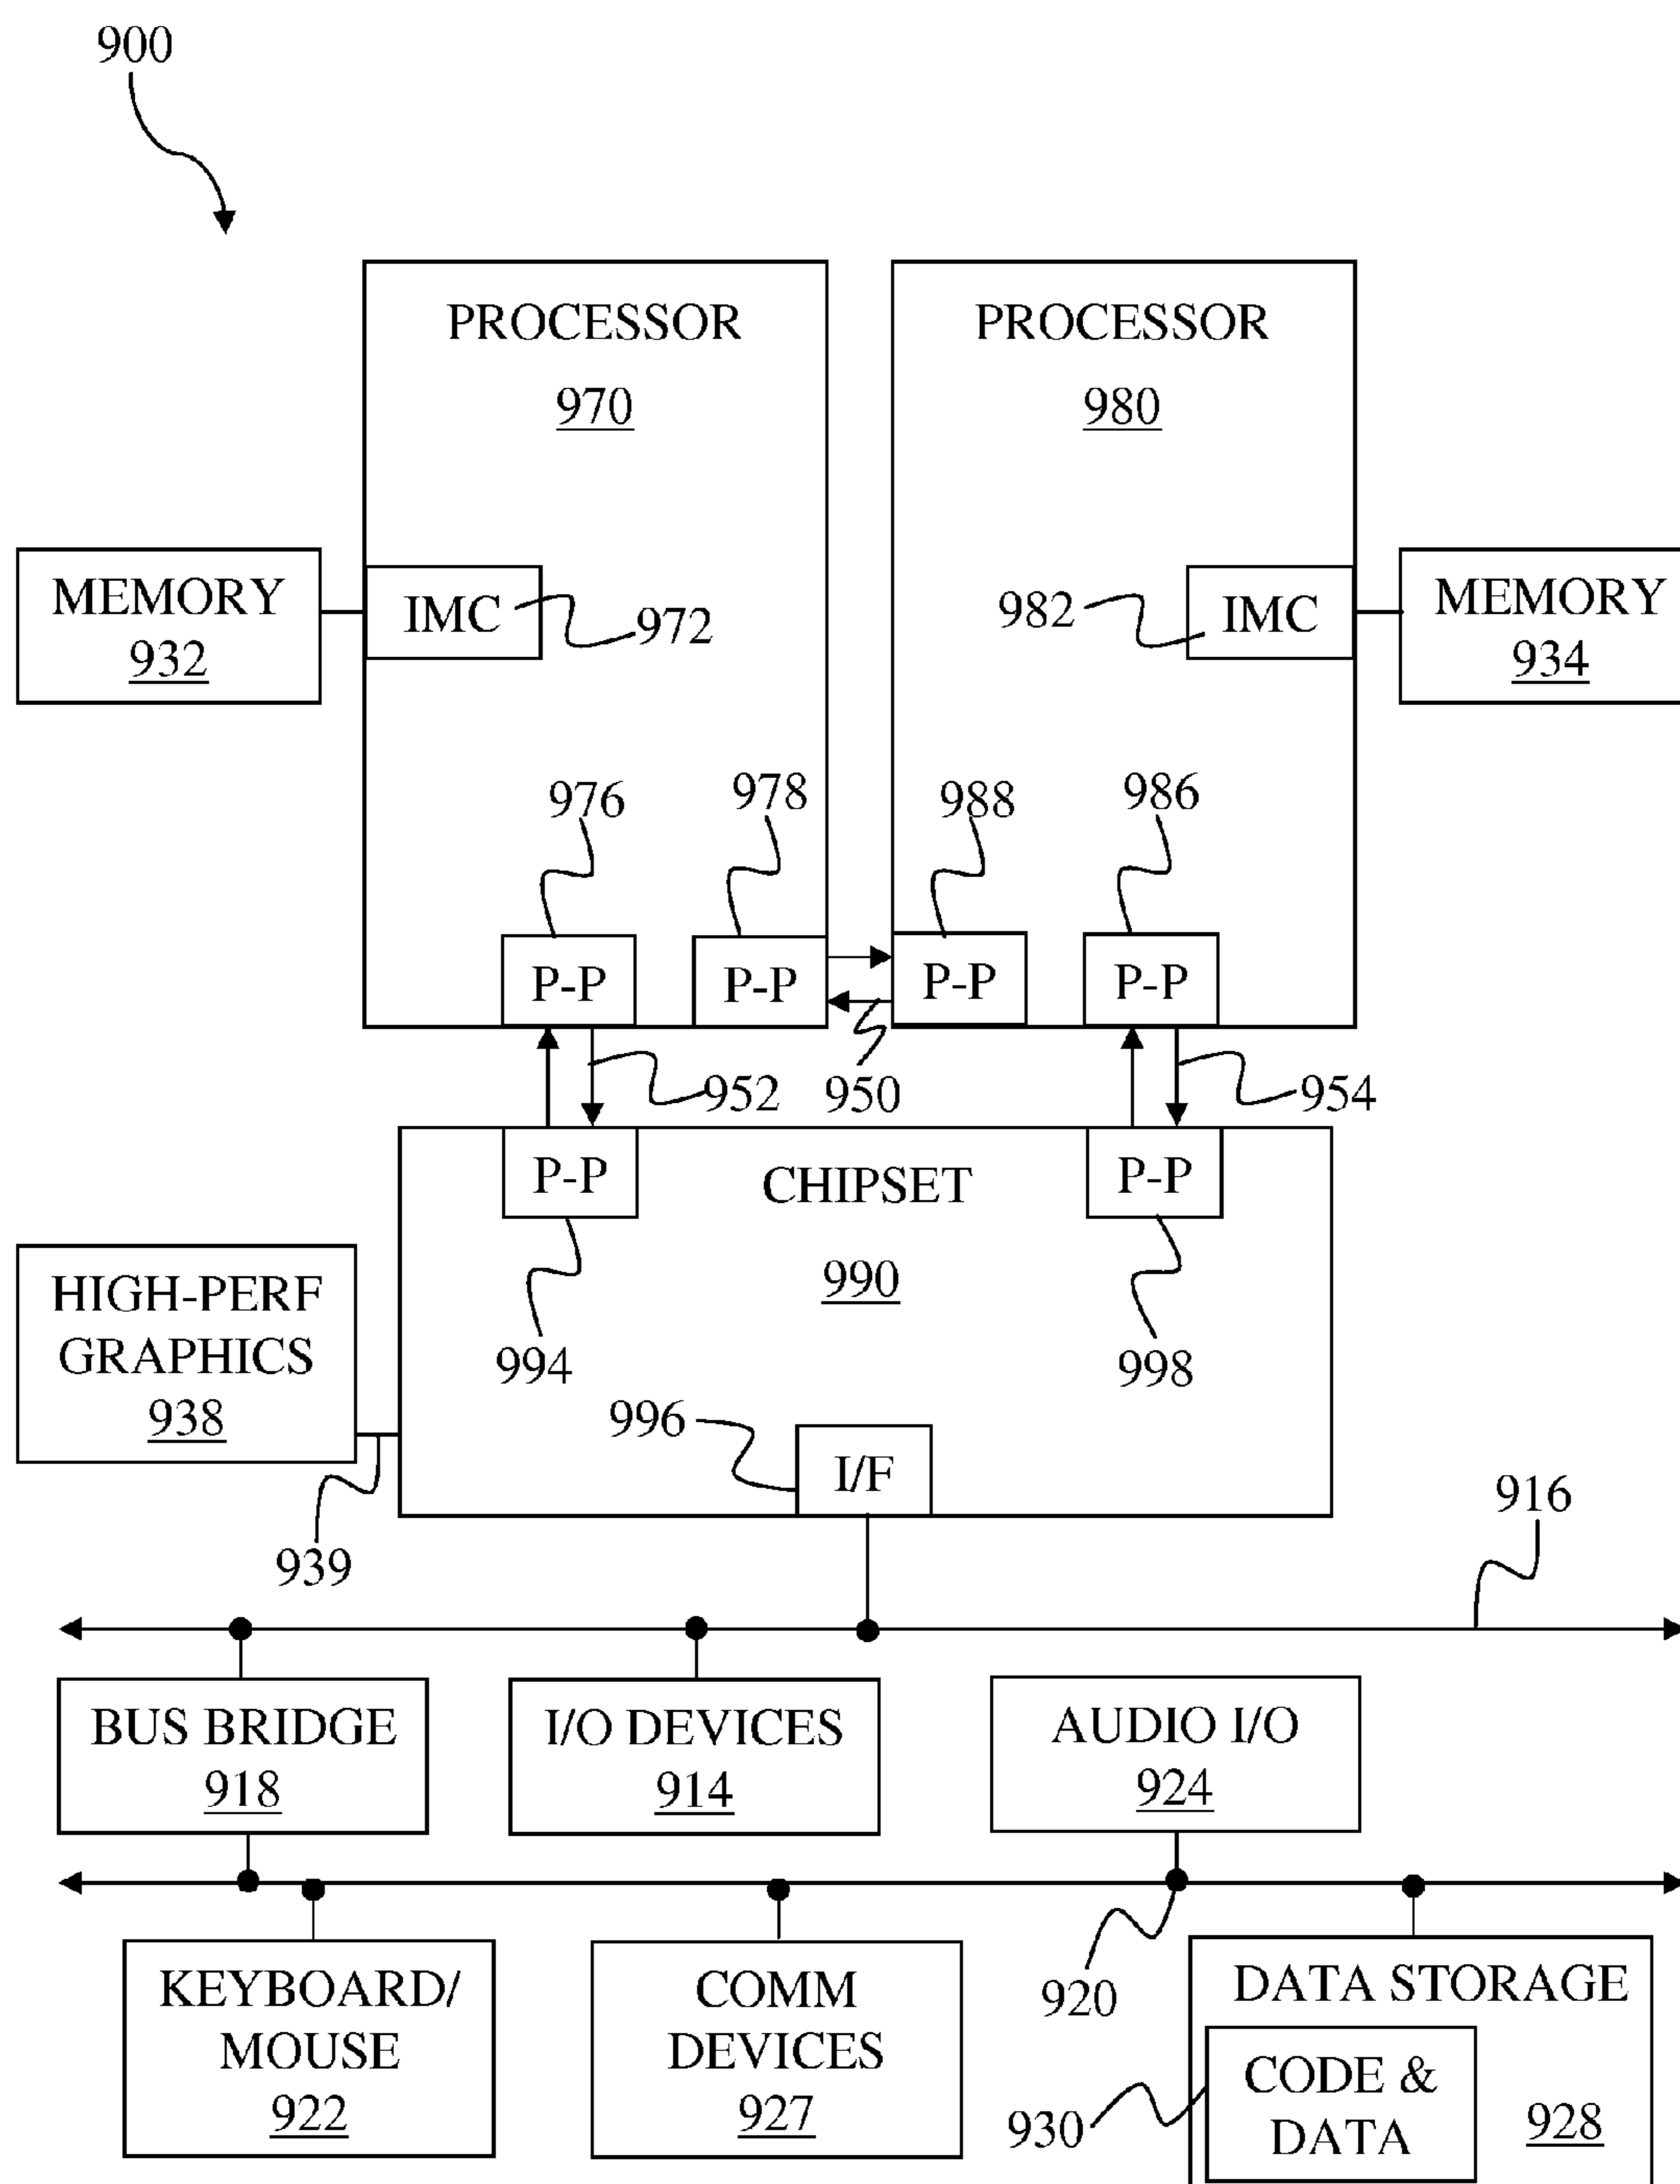 900
PROCESSOR
970
PROCESSOR
980
MEMORY
932
IMC
972
982
IMC
MEMORY
934
976
978
988
986
P-P
P-P
P-P
P-P
952
950
954
P-P
CHIPSET
P-P
990
994
998
HIGH-PERF
GRAPHICS
938
996
I/F
939
916
BUS BRIDGE
918
I/O DEVICES
914
AUDIO I/O
924
920
KEYBOARD/
MOUSE
922
COMM
DEVICES
927
DATA STORAGE
CODE &
DATA
930
928